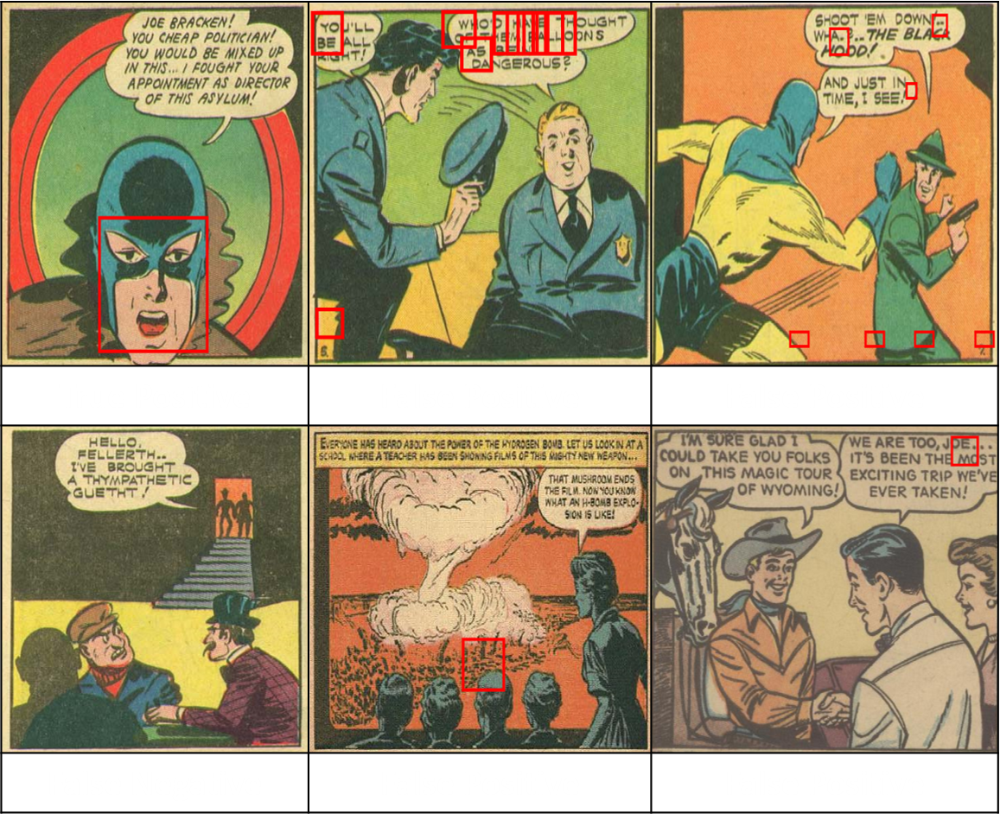 JOE BRACKEN!
YOU CHEAP POLITICIAN!
YOU WOULD BE MIXED UP
IN THIS... I FOUGHT YOUR
APPOINTMENT AS DIRECTOR
OF THIS ASYLUM!
YOU'LL
BE ALL
RIGHT!
WHO'D HAVE THOUGHT
OF THEM BALLOONS
AS
DANGEROUS?
6.
SHOOT 'EM DOWN!..
WHA..?.. THE BLACK
HOOD!
AND JUST IN
TIME, I SEE!
7.
HELLO,
FELLERTH..
I'VE BROUGHT
A THYMPATHETIC
GUETHT!
EVERYONE HAS HEARD ABOUT THE POWER OF THE HYDROGEN BOMB. LET US LOOK IN AT A
SCHOOL WHERE A TEACHER HAS BEEN SHOWING FILMS OF THIS MIGHTY NEW WEAPON...
THAT MUSHROOM ENDS
THE FILM. NOW YOU KNOW
WHAT AN H-BOMB EXPLO-
SION IS LIKE!
I'M SURE GLAD I
COULD TAKE YOU FOLKS
ON THIS MAGIC TOUR
OF WYOMING!
WE ARE TOO, JOE...
IT'S BEEN THE MOST
EXCITING TRIP WE'VE
EVER TAKEN!